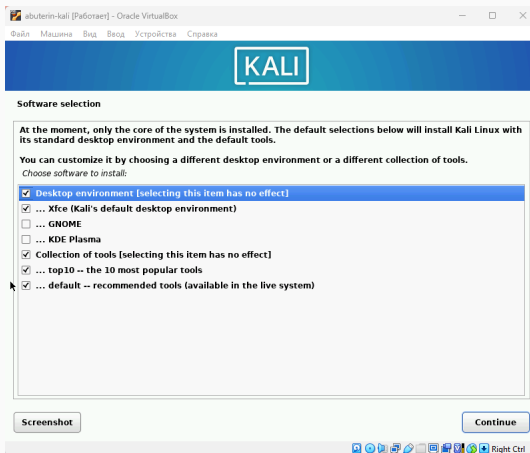 abuterin-kali [Работает] - Oracle VirtualBox
Файл Машина Вид Ввод Устройства Справка
KALI
Software selection
At the moment, only the core of the system is installed. The default selections below will install Kali Linux with
its standard desktop environment and the default tools.
You can customize it by choosing a different desktop environment or a different collection of tools.
Choose software to install:
Desktop environment [selecting this item has no effect]
... Xfce (Kali's default desktop environment)
... GNOME
... KDE Plasma
Collection of tools [selecting this item has no effect]
... top10 -- the 10 most popular tools
... default -- recommended tools (available in the live system)
Screenshot
Continue
Right Ctrl